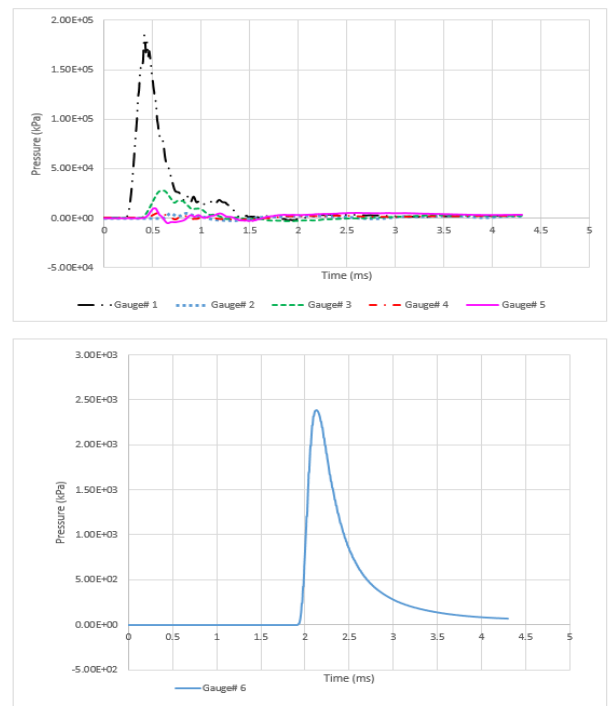 2.00E+05
1.50E+05
1.00E+05
5.00E+04
0.00E+00
-5.00E+04
Pressure (kPa)
0 0.5 1 1.5 2 2.5 3 3.5 4 4.5 5
Time (ms)
Gauge# 1 Gauge# 2 Gauge# 3 Gauge# 4 Gauge# 5
3.00E+03
2.50E+03
2.00E+03
1.50E+03
1.00E+03
5.00E+02
0.00E+00
-5.00E+02
Pressure (kPa)
0 0.5 1 1.5 2 2.5 3 3.5 4 4.5 5
Time (ms)
Gauge# 6